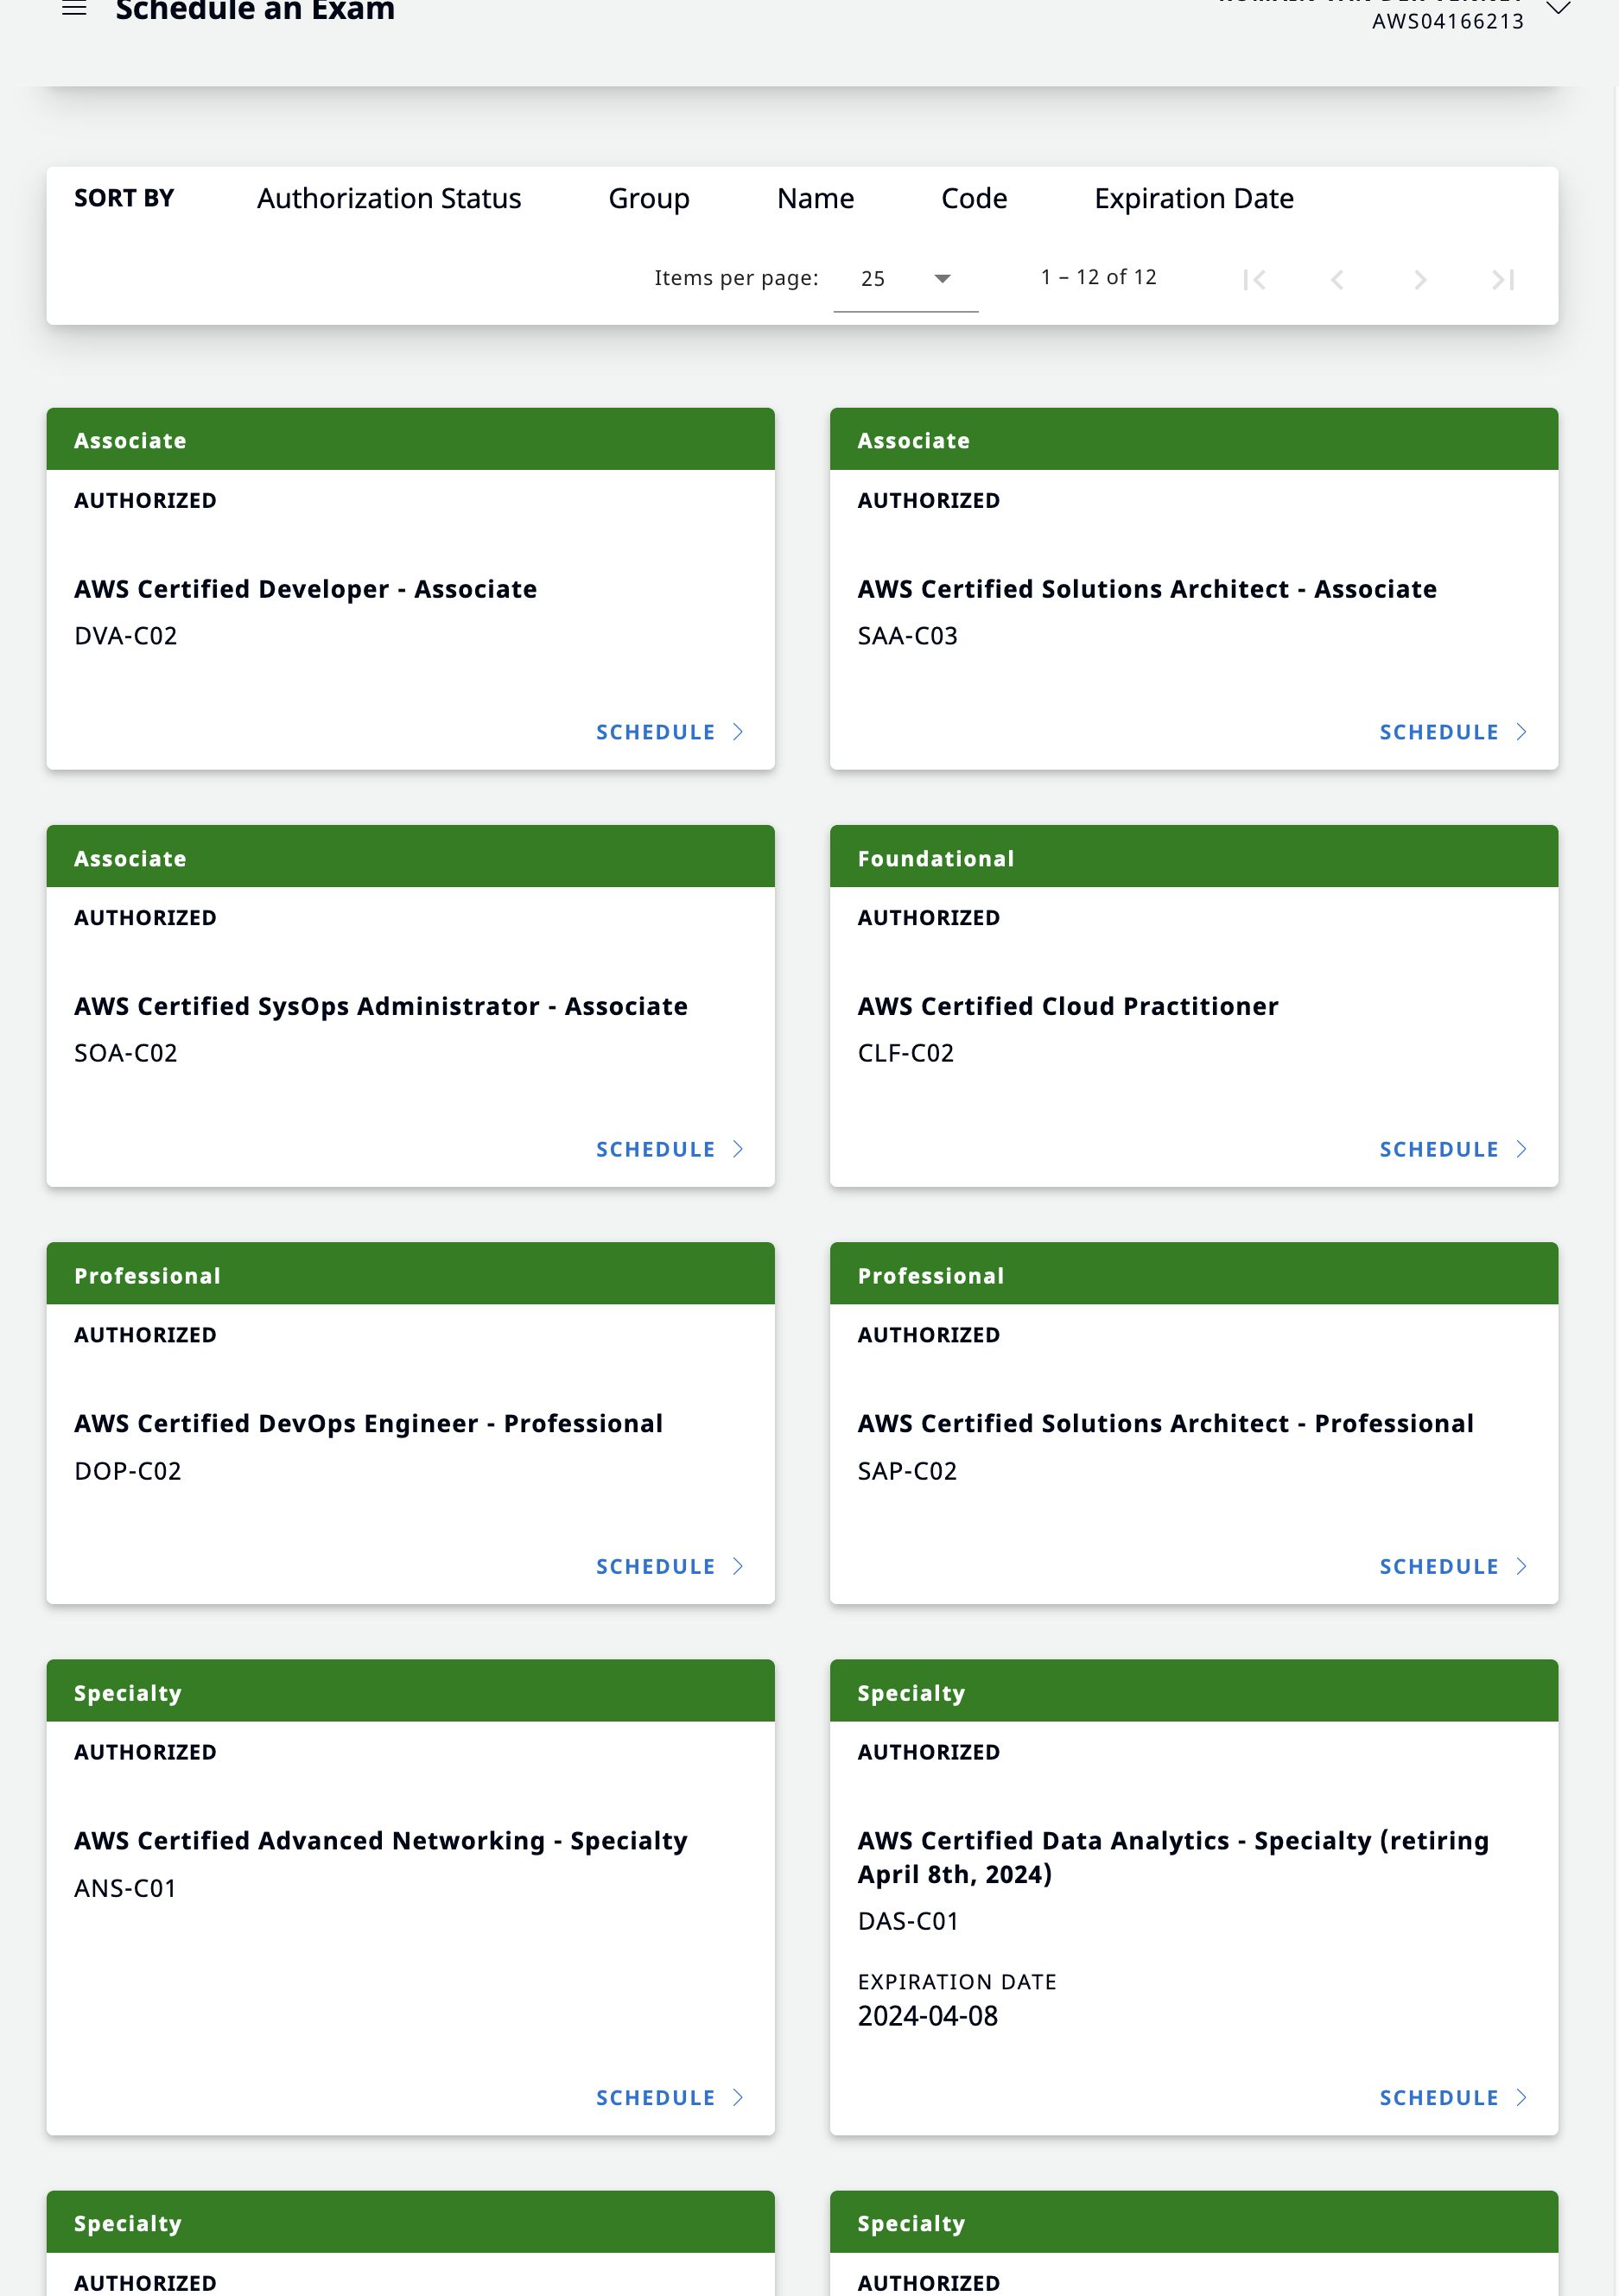 Schedule an Exam
AWS04166213
SORT BY Authorization Status Group Name Code Expiration Date
Items per page: 25 1 – 12 of 12
Associate
AUTHORIZED
AWS Certified Developer - Associate
DVA-C02
SCHEDULE
Associate
AUTHORIZED
AWS Certified Solutions Architect - Associate
SAA-C03
SCHEDULE
Associate
AUTHORIZED
AWS Certified SysOps Administrator - Associate
SOA-C02
SCHEDULE
Foundational
AUTHORIZED
AWS Certified Cloud Practitioner
CLF-C02
SCHEDULE
Professional
AUTHORIZED
AWS Certified DevOps Engineer - Professional
DOP-C02
SCHEDULE
Professional
AUTHORIZED
AWS Certified Solutions Architect - Professional
SAP-C02
SCHEDULE
Specialty
AUTHORIZED
AWS Certified Advanced Networking - Specialty
ANS-C01
SCHEDULE
Specialty
AUTHORIZED
AWS Certified Data Analytics - Specialty (retiring
April 8th, 2024)
DAS-C01
EXPIRATION DATE
2024-04-08
SCHEDULE
Specialty
AUTHORIZED
Specialty
AUTHORIZED